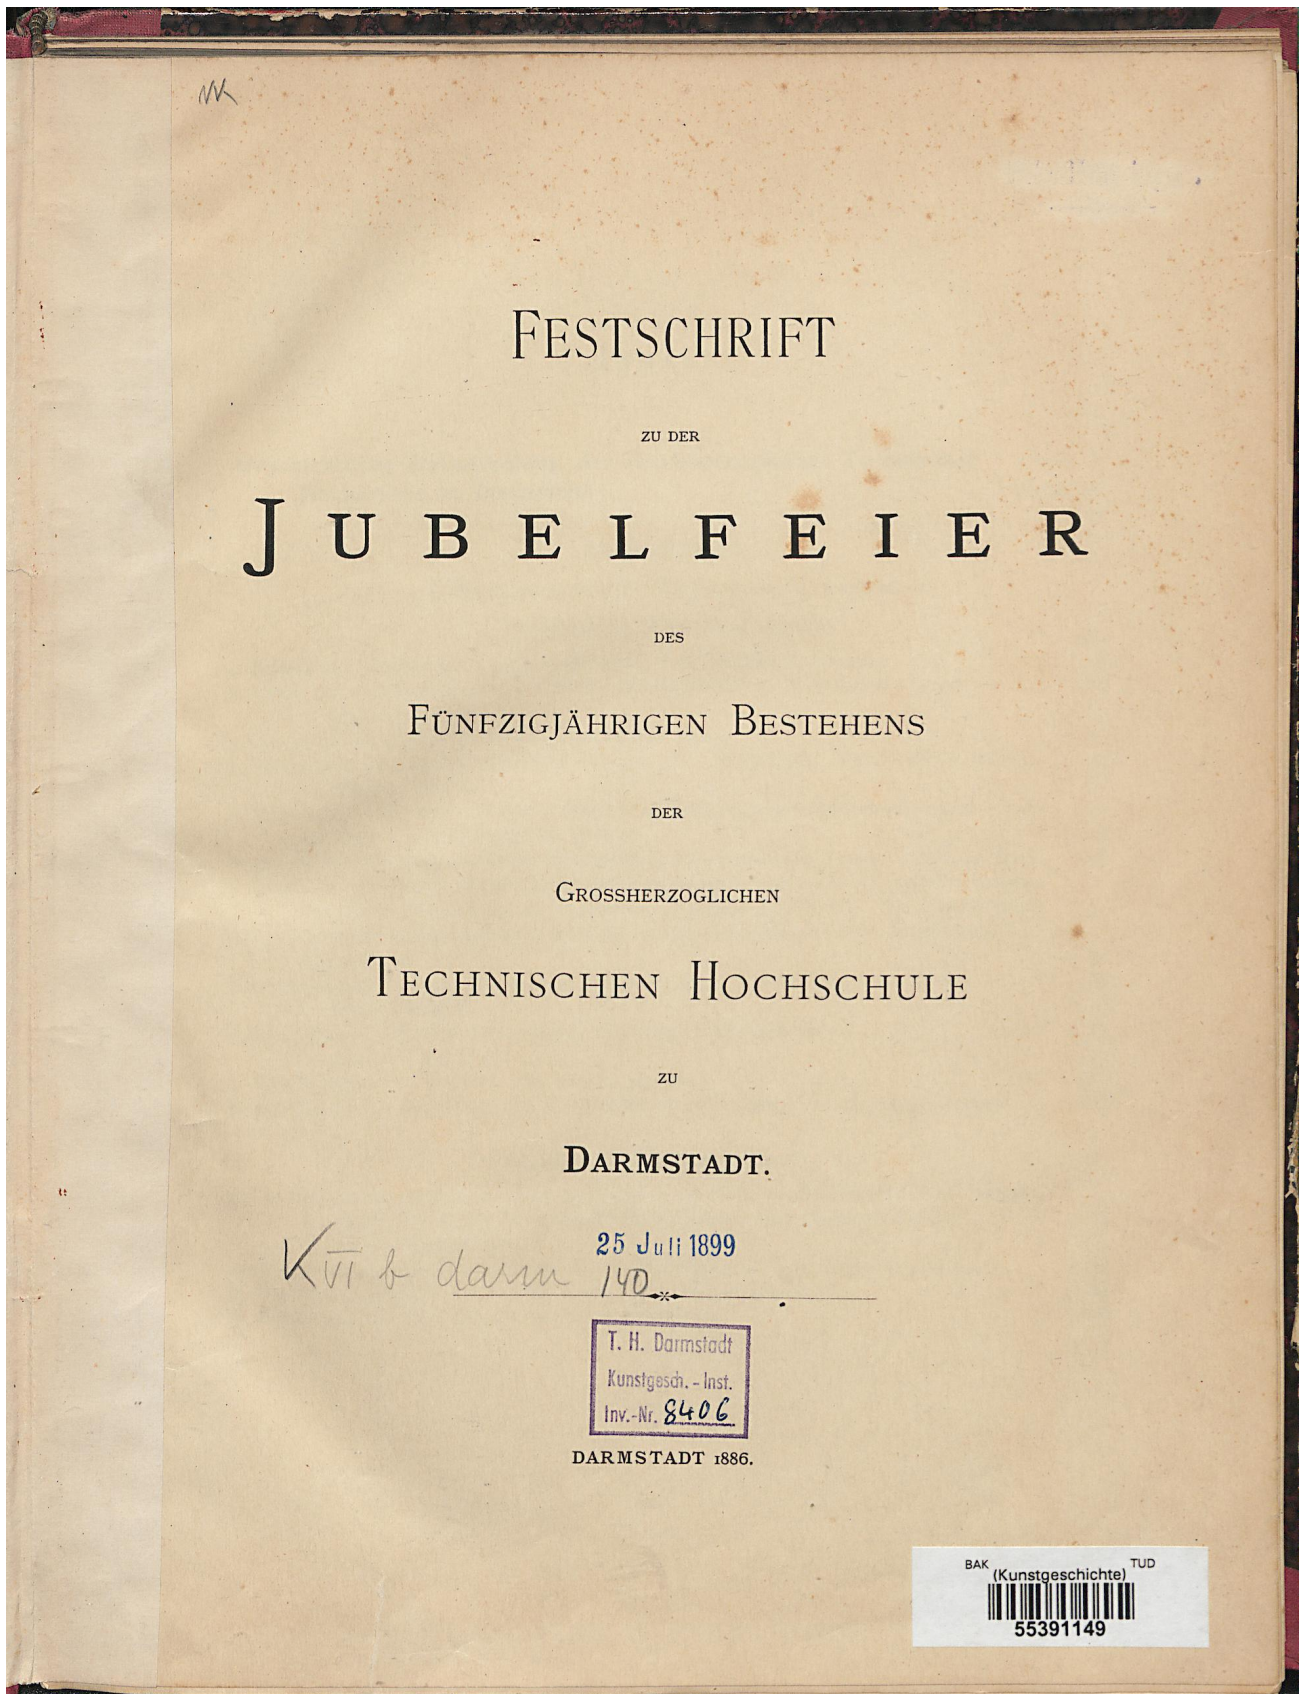 FESTSCHRIFT
ZU DER
JUBELFEIER
DES
FÜNFZIGJÄHRIGEN BESTEHENS
DER
GROSSHERZOGLICHEN
TECHNISCHEN HOCHSCHULE
ZU
DARMSTADT.
25 Juli 1899
K VI b darm 140
T. H. Darmstadt
Kunstgesch.-Inst.
Inv.-Nr. 8406
DARMSTADT 1886.
BAK (Kunstgeschichte) TUD
55391149